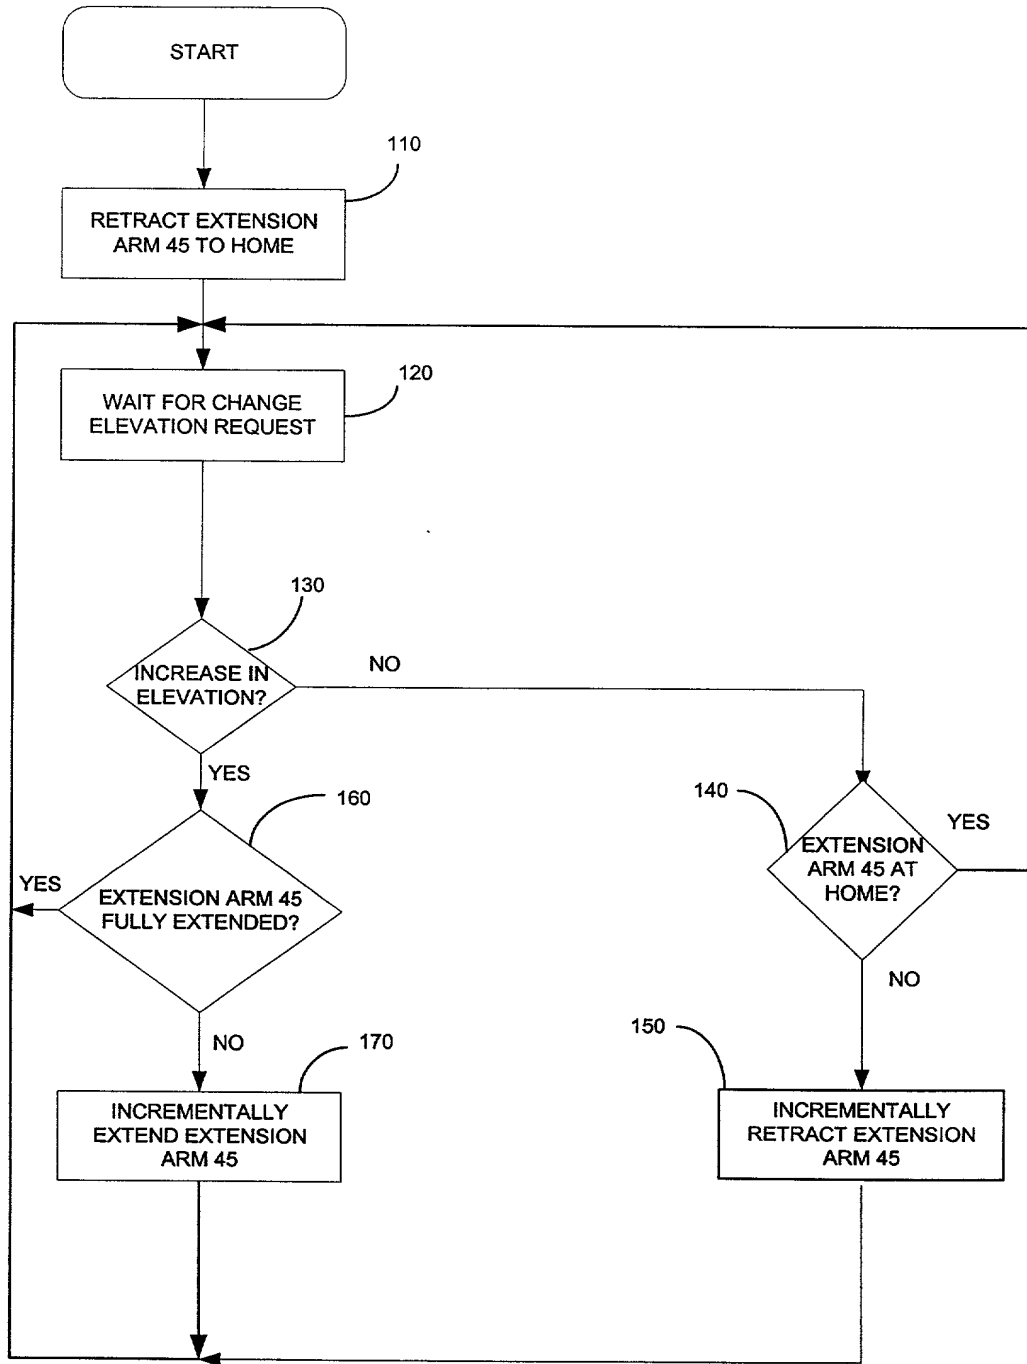 START
110
RETRACT EXTENSION
ARM 45 TO HOME
120
WAIT FOR CHANGE
ELEVATION REQUEST
130
INCREASE IN
ELEVATION?
NO
YES
160
140
YES
EXTENSION
ARM 45 AT
HOME?
YES
EXTENSION ARM 45
FULLY EXTENDED?
NO
NO
170
150
INCREMENTALLY
EXTEND EXTENSION
ARM 45
INCREMENTALLY
RETRACT EXTENSION
ARM 45